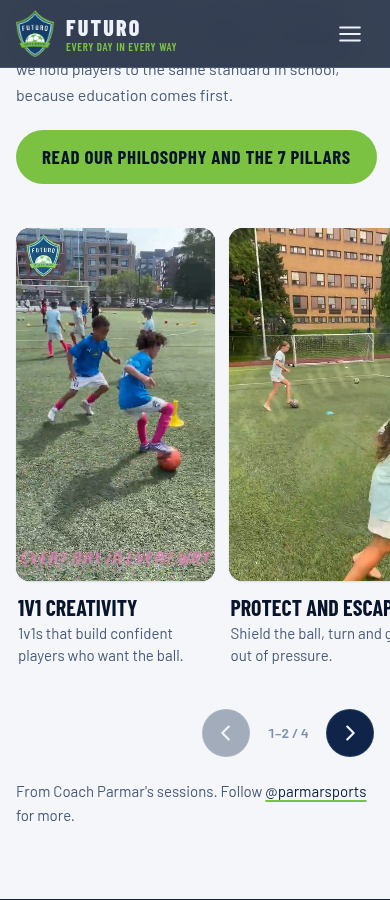 FUTURO
FUTURO
EVERY DAY IN EVERY WAY
we hold players to the same standard in school,
because education comes first.
READ OUR PHILOSOPHY AND THE 7 PILLARS
FUTURO
EVERY DAY IN EVERY WAY
1V1 CREATIVITY
1v1s that build confident
players who want the ball.
PROTECT AND ESCAP
Shield the ball, turn and g
out of pressure.
1–2 / 4
From Coach Parmar's sessions. Follow @parmarsports
for more.